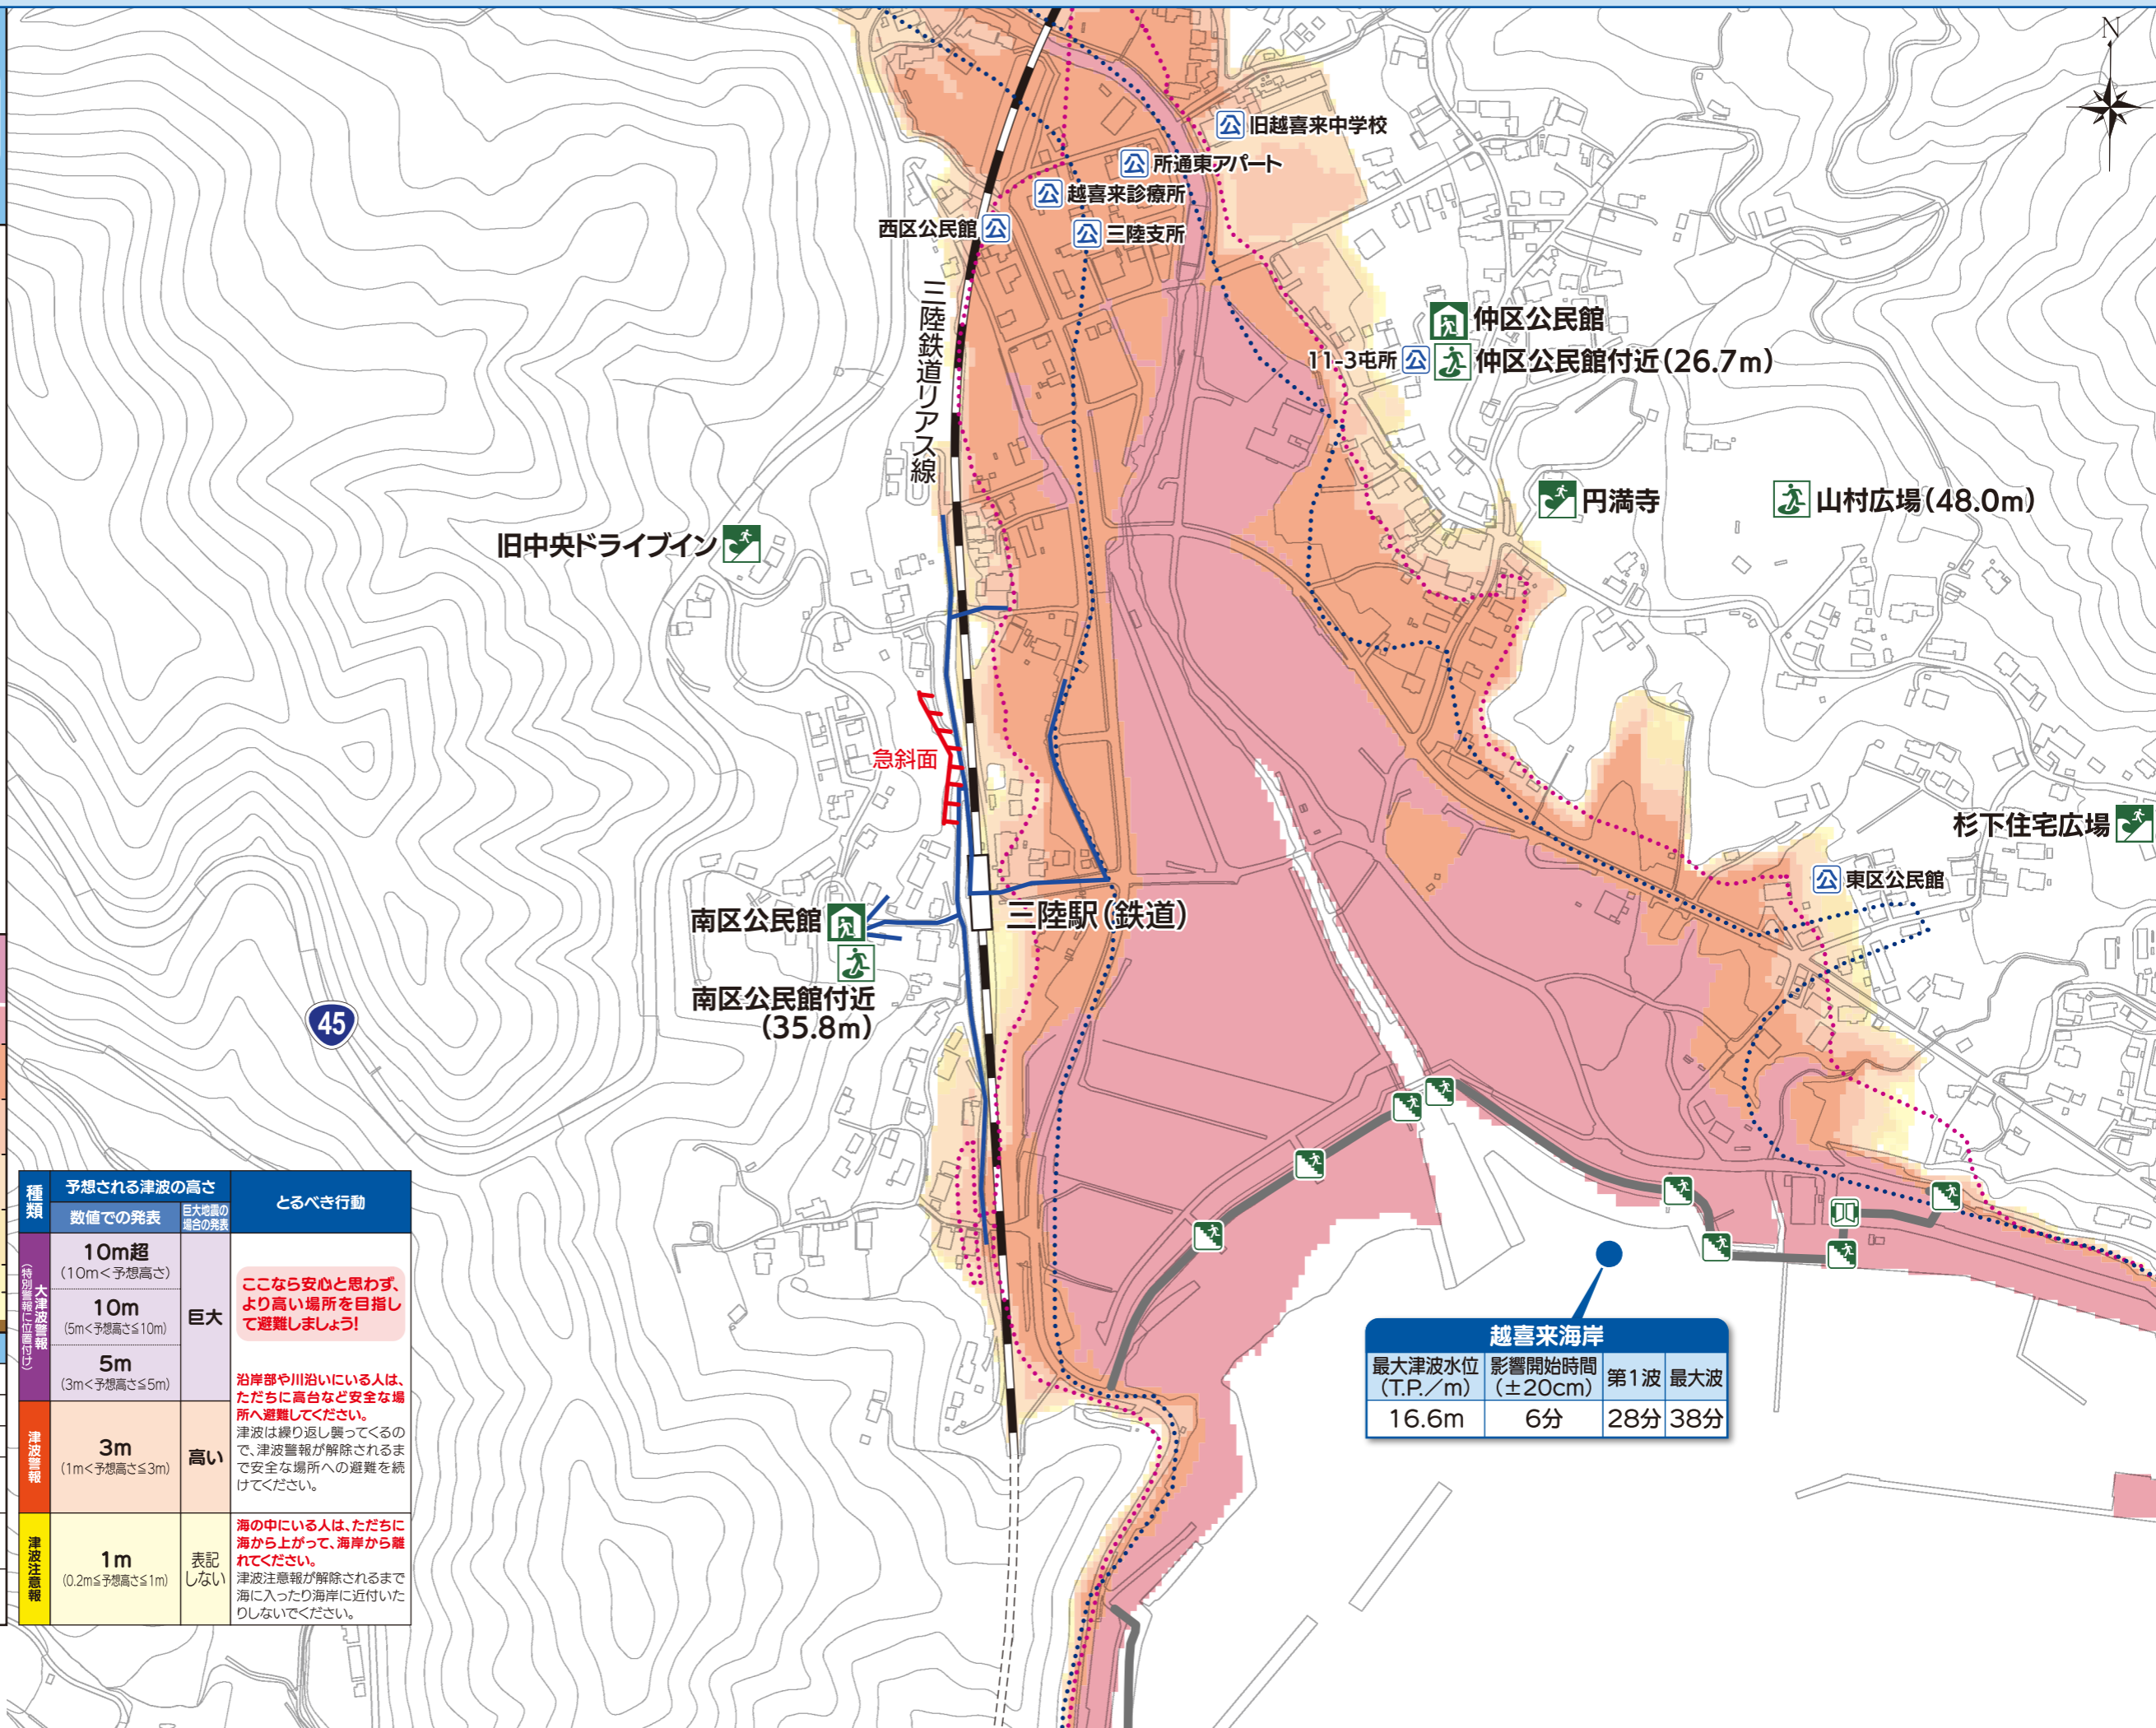 N
旧越喜来中学校
所通東アパート
越喜来診療所
西区公民館
三陸支所
三陸鉄道リアス線
仲区公民館
11-3屯所
仲区公民館付近(26.7m)
円満寺
山村広場(48.0m)
旧中央ドライブイン
急斜面
杉下住宅広場
東区公民館
南区公民館
三陸駅(鉄道)
南区公民館付近
(35.8m)
45
種類
予想される津波の高さ
とるべき行動
数値での発表
巨大地震の
場合の発表
大津波警報
(特別警報に位置付け)
10m超
(10m<予想高さ)
10m
(5m<予想高さ≦10m)
5m
(3m<予想高さ≦5m)
巨大
ここなら安心と思わず、
より高い場所を目指し
て避難しましょう!
沿岸部や川沿いにいる人は、
ただちに高台など安全な場
所へ避難してください。
津波は繰り返し襲ってくるの
で、津波警報が解除されるま
で安全な場所への避難を続
けてください。
津波警報
3m
(1m<予想高さ≦3m)
高い
津波注意報
1m
(0.2m≦予想高さ≦1m)
表記
しない
海の中にいる人は、ただちに
海から上がって、海岸から離
れてください。
津波注意報が解除されるまで
海に入ったり海岸に近付いた
りしないでください。
越喜来海岸
最大津波水位
(T.P./m)
影響開始時間
(±20cm)
第1波
最大波
16.6m
6分
28分
38分